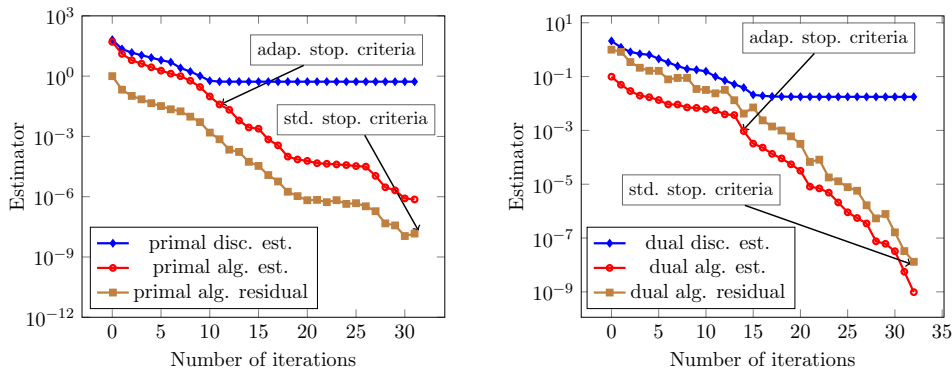 10^3
10^0
10^-3
10^-6
10^-9
10^-12
Estimator
adap. stop. criteria
std. stop. criteria
primal disc. est.
primal alg. est.
primal alg. residual
0 5 10 15 20 25 30
Number of iterations
10^1
10^-1
10^-3
10^-5
10^-7
10^-9
Estimator
adap. stop. criteria
std. stop. criteria
dual disc. est.
dual alg. est.
dual alg. residual
0 5 10 15 20 25 30 35
Number of iterations